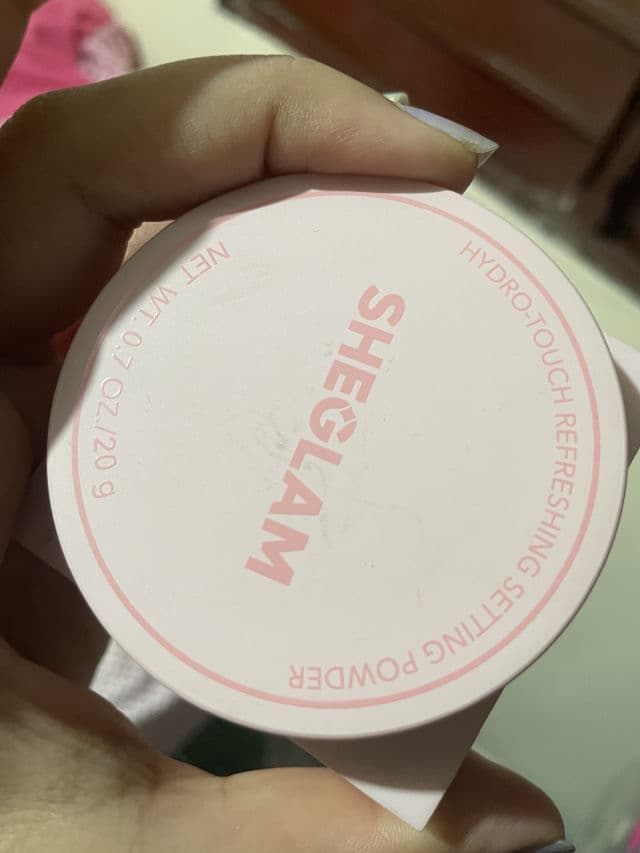 HYDRO-TOUCH REFRESHING SETTING POWDER
SHEGLAM
NET WT. 0.7 OZ./20 g